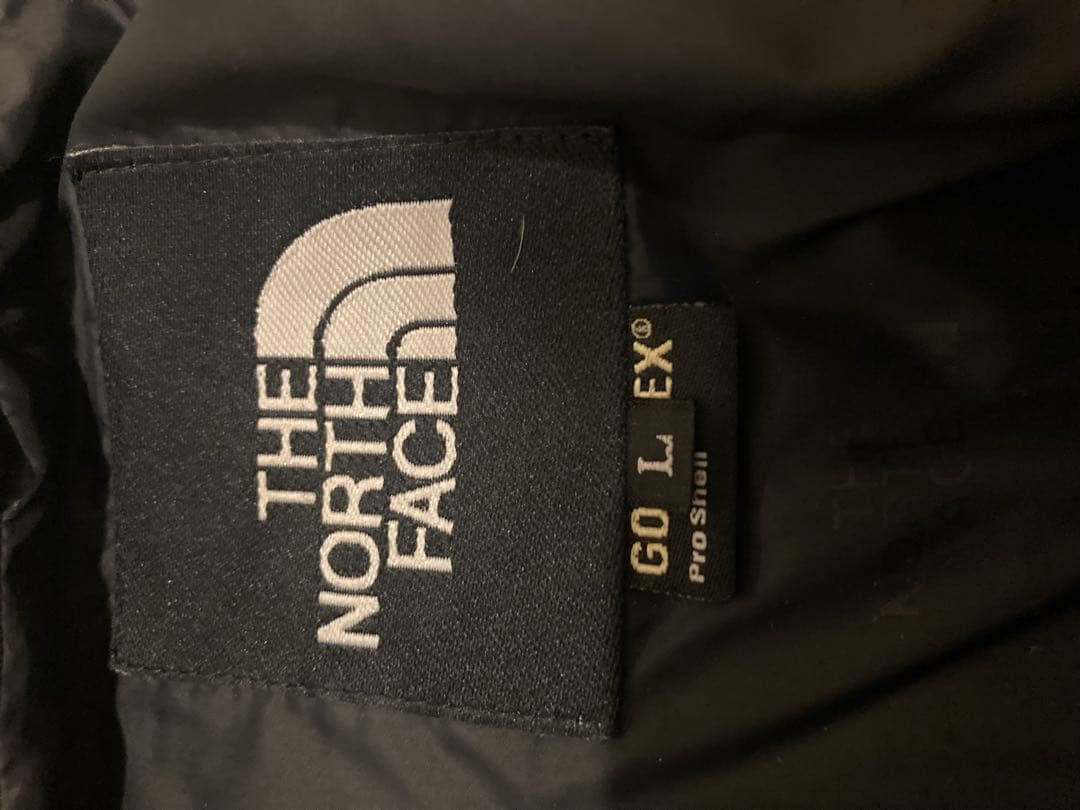 THE
NORTH
FACE
GO L EX®
Pro Shell